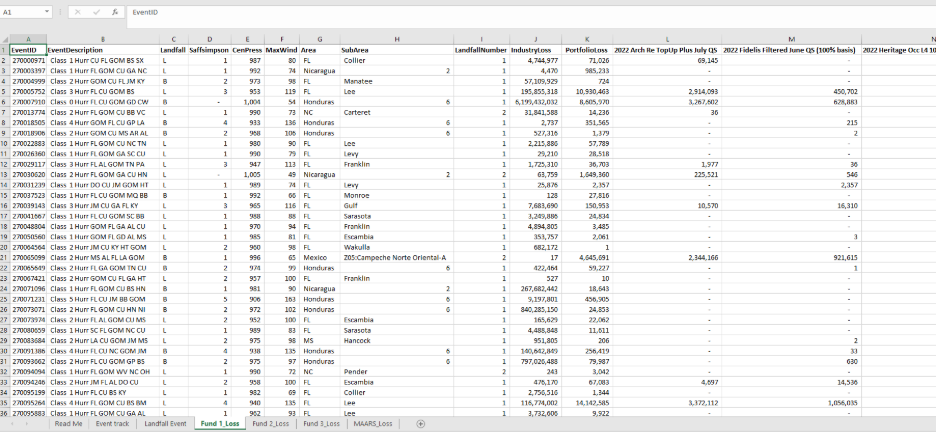 A1 EventID
A B C D E F G H I J K L M N
1 EventID EventDescription Landfall Saffsimpson CenPress MaxWind Area SubArea LandfallNumber IndustryLoss PortfolioLoss 2022 Arch Re TopUp Plus July QS 2022 Fidelis Filtered June QS (100% basis) 2022 Heritage Occ L4 10
2 270000971 Class 1 Hurr CU FL GOM BS SX L 1 987 80 FL Collier 1 4,744,977 71,026 69,145 -
3 270003397 Class 1 Hurr FL GOM CU GA NC L 1 992 74 Nicaragua 2 1 4,470 985,233 - -
4 270004999 Class 2 Hurr GOM CU FL JM KY B 2 973 98 FL Manatee 1 57,109,929 724 - -
5 270005752 Class 3 Hurr FL CU GOM BS L 3 953 119 FL Lee 1 195,855,318 10,930,463 2,914,093 450,702
6 270007910 Class 0 Hurr FL CU GOM GD CW B - 1,004 54 Honduras 6 1 6,199,432,032 8,605,970 3,267,602 628,883
7 270013774 Class 2 Hurr FL GOM CU BB VC L 1 990 73 NC Carteret 2 31,841,588 14,236 36 -
8 270018505 Class 4 Hurr GOM FL CU GP LA B 4 933 136 Honduras 6 1 2,737 351,565 - 215
9 270018906 Class 2 Hurr GOM CU MS AR AL B 2 968 106 Honduras 6 1 527,316 1,379 - 2
10 270022883 Class 1 Hurr FL GOM CU NC TN L 1 980 90 FL Lee 1 2,215,886 57,789 - -
11 270026360 Class 1 Hurr FL GOM GA SC CU L 1 990 79 FL Levy 1 29,210 28,518 - -
12 270029117 Class 3 Hurr FL AL GOM TN PA L 3 947 113 FL Franklin 1 1,725,310 36,703 1,977 36
13 270030620 Class 2 Hurr FL GOM GA CU HN L - 1,005 49 Nicaragua 2 2 63,759 1,649,360 225,521 546
14 270031239 Class 1 Hurr DO CU JM GOM HT L 1 989 74 FL Levy 1 25,876 2,357 - 2,357
15 270037523 Class 1 Hurr FL CU GOM MQ BB L 1 992 66 FL Monroe 1 128 27,816 - -
16 270039143 Class 3 Hurr JM CU GA FL KY L 3 965 116 FL Gulf 1 7,683,690 150,953 10,570 16,310
17 270041667 Class 1 Hurr FL CU GOM SC BB L 1 988 88 FL Sarasota 1 3,249,886 24,834 - -
18 270048804 Class 1 Hurr GOM FL GA AL CU L 1 970 94 FL Franklin 1 4,894,805 3,485 - -
19 270050560 Class 1 Hurr GOM FL GD AL MS L 1 985 81 FL Escambia 1 353,757 2,061 - 3
20 270064564 Class 2 Hurr JM CU KY HT GOM L 2 960 98 FL Wakulla 1 682,172 1 - -
21 270065099 Class 2 Hurr MS AL FL LA GOM B 1 996 65 Mexico Z05:Campeche Norte Oriental-A 2 17 4,645,691 2,344,166 921,615
22 270065649 Class 2 Hurr FL GA GOM TN CU B 2 974 99 Honduras 6 1 422,464 59,227 - 1
23 270067421 Class 2 Hurr GOM CU FL GA HT L 2 957 100 FL Franklin 1 527 10 - -
24 270071096 Class 1 Hurr FL GOM CU BS HN B 1 981 90 Nicaragua 2 1 267,682,442 18,643 - -
25 270071231 Class 5 Hurr FL CU JM BB GOM B 5 906 163 Honduras 6 1 9,197,801 456,905 - -
26 270073071 Class 2 Hurr FL GOM CU HN NI B 2 972 102 Honduras 6 1 840,285,150 24,853 - -
27 270073974 Class 2 Hurr FL AL GOM CU MS L 2 952 100 FL Escambia 1 165,629 22,062 - -
28 270080659 Class 1 Hurr SC FL GOM NC CU L 1 989 83 FL Sarasota 1 4,488,848 11,611 - -
29 270083684 Class 2 Hurr LA CU GOM JM MS L 2 975 98 MS Hancock 1 951,805 206 - 2
30 270091386 Class 4 Hurr FL CU NC GOM JM B 4 938 135 Honduras 6 1 140,642,849 256,419 - 33
31 270093662 Class 2 Hurr FL CU GOM GP BS B 2 975 97 Honduras 6 1 797,026,488 79,987 - 630
32 270094094 Class 1 Hurr FL GOM WV NC OH L 1 990 72 NC Pender 2 243 3,042 - -
33 270094246 Class 2 Hurr JM FL AL DO CU L 2 958 100 FL Escambia 1 476,170 67,083 4,697 14,536
34 270095199 Class 1 Hurr FL CU BS KY L 1 982 69 FL Collier 1 2,756,516 1,344 - -
35 270095264 Class 4 Hurr FL GOM CU BS BM L 4 940 135 FL Lee 1 116,774,002 14,142,585 3,372,112 1,056,035
36 270095883 Class 1 Hurr FL GOM CU GA AL L 1 962 93 FL Lee 1 3,732,606 9,922 - -
Read Me Event track Landfall Event Fund 1_Loss Fund 2_Loss Fund 3_Loss MAARS_Loss